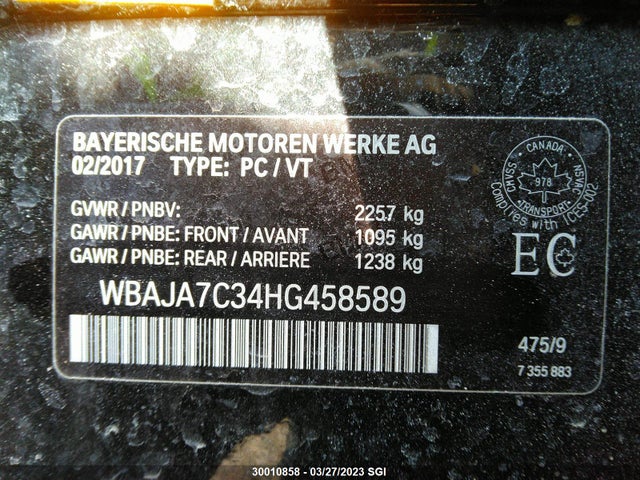 BAYERISCHE MOTOREN WERKE AG
02/2017 TYPE: PC / VT
GVWR / PNBV: 2257 kg
GAWR / PNBE: FRONT / AVANT 1095 kg
GAWR / PNBE: REAR / ARRIERE 1238 kg
WBAJA7C34HG458589
CANADA
CMVSS NSVAC
978
TRANSPORT
Complies with ICES-002
EC
475/9
7 355 883
30010858 — 03/27/2023 SGI